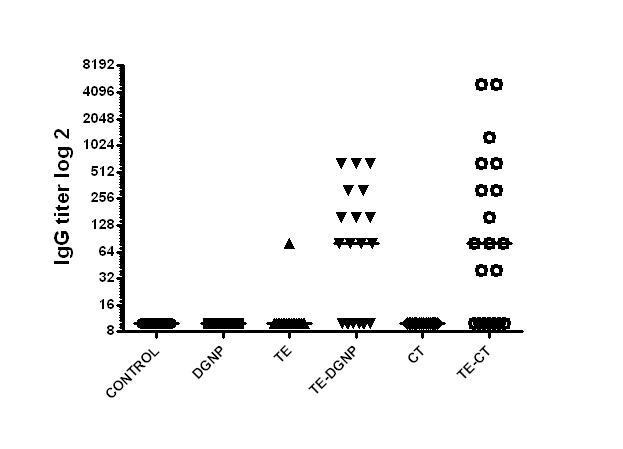 IgG titer log 2
8192
4096
2048
1024
512
256
128
64
32
16
8
CONTROL
DGNP
TE
TE-DGNP
CT
TE-CT